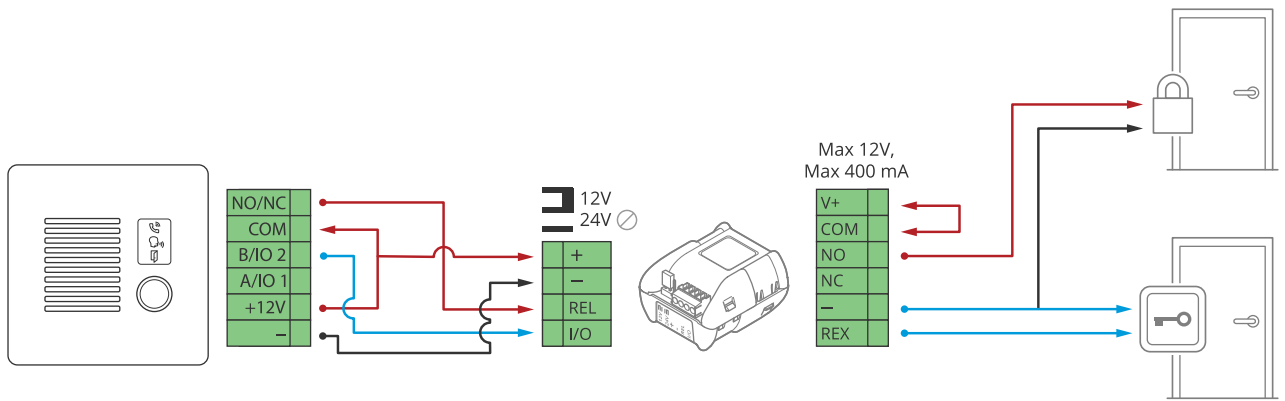 NO/NC
COM
B/IO 2
A/IO 1
+12V
–
12V
24V
+
–
REL
I/O
Max 12V,
Max 400 mA
V+
COM
NO
NC
–
REX